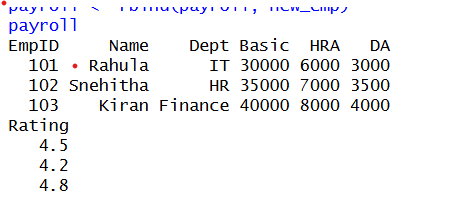 payroll <- rbind(payroll, new_emp)
payroll
EmpID Name Dept Basic HRA DA
101 Rahula IT 30000 6000 3000
102 Snehitha HR 35000 7000 3500
103 Kiran Finance 40000 8000 4000
Rating
4.5
4.2
4.8